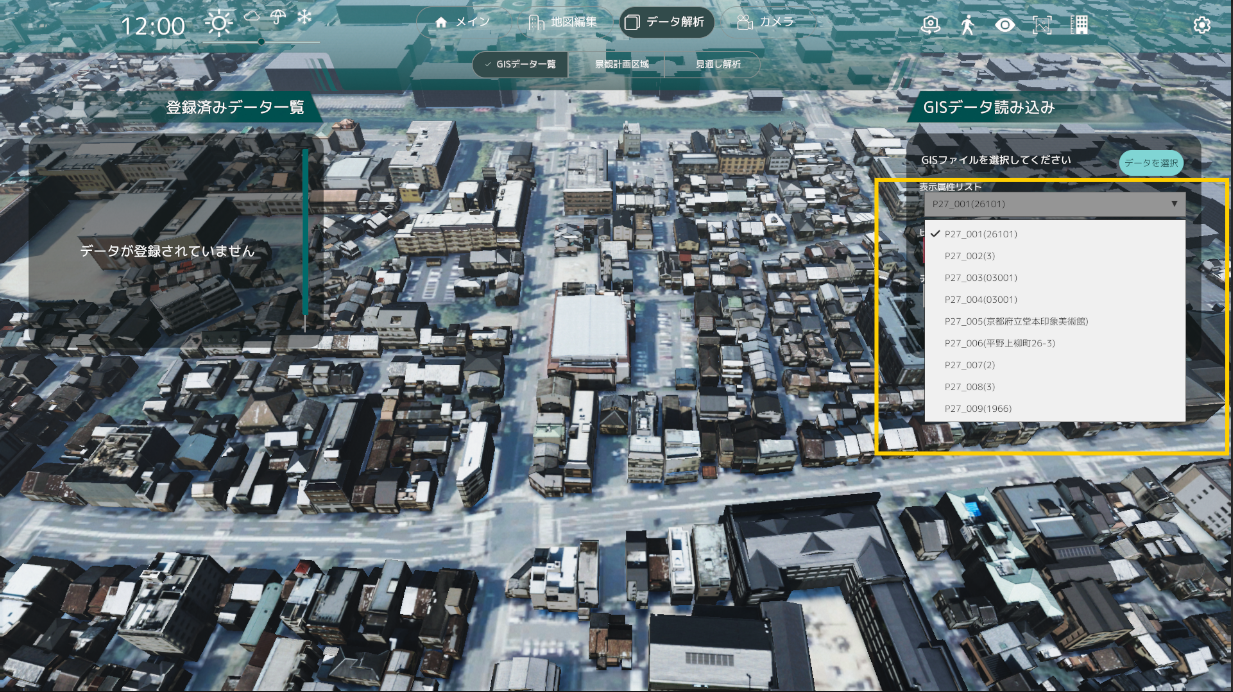 12:00
メイン
地図編集
データ解析
カメラ
GISデータ一覧
景観計画区域
見通し解析
登録済みデータ一覧
データが登録されていません
GISデータ読み込み
GISファイルを選択してください
データを選択
表示属性リスト
P27_001(26101)
P27_001(26101)
P27_002(3)
P27_003(03001)
P27_004(03001)
P27_005(京都府立堂本印象美術館)
P27_006(平野上柳町26-3)
P27_007(2)
P27_008(3)
P27_009(1966)